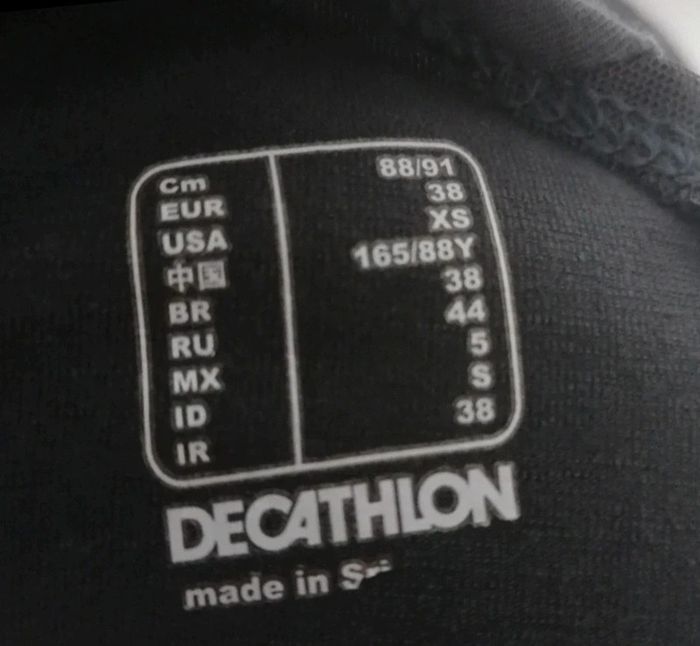 Cm 88/91
EUR 38
USA XS
中国 165/88Y
BR 38
RU 44
MX 5
ID S
IR 38
DECATHLON
made in